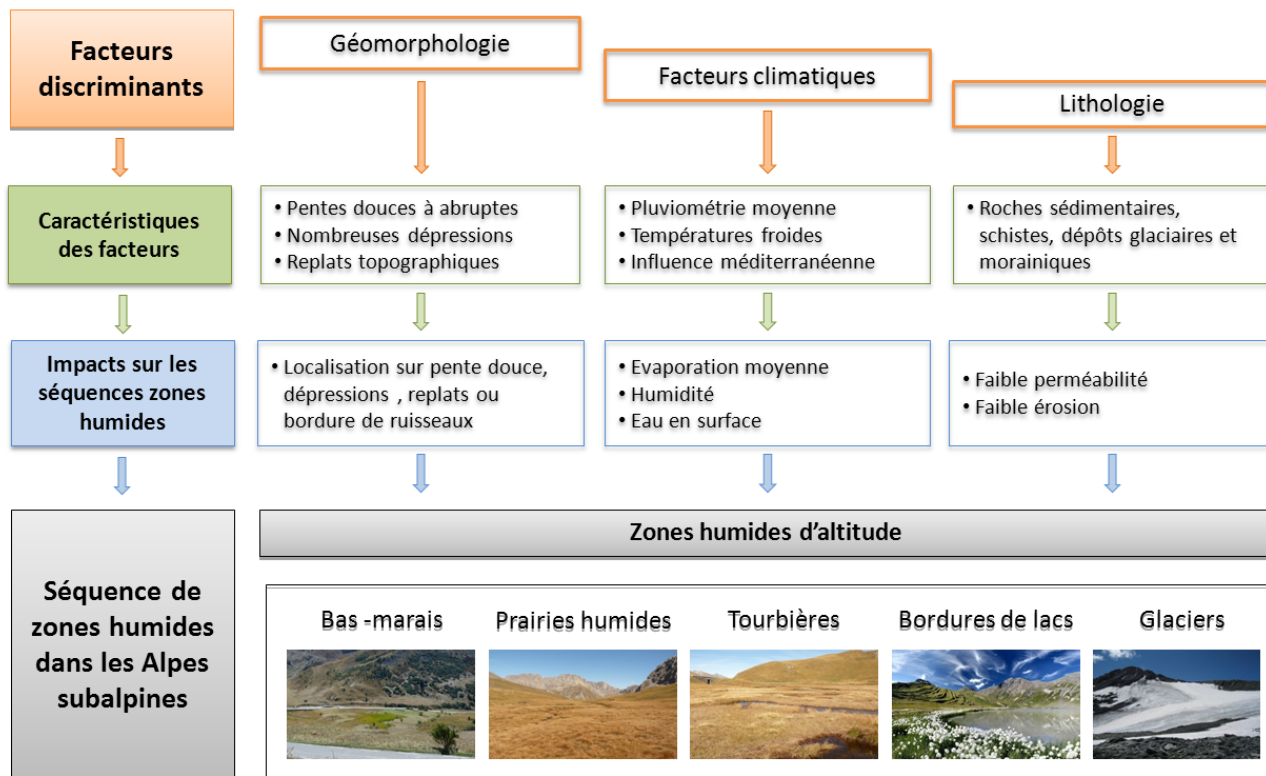 Facteurs
discriminants
Géomorphologie
Facteurs climatiques
Lithologie
Caractéristiques
des facteurs
• Pentes douces à abruptes
• Nombreuses dépressions
• Replats topographiques
• Pluviométrie moyenne
• Températures froides
• Influence méditerranéenne
• Roches sédimentaires,
schistes, dépôts glaciaires et
morainiques
Impacts sur les
séquences zones
humides
• Localisation sur pente douce,
dépressions , replats ou
bordure de ruisseaux
• Evaporation moyenne
• Humidité
• Eau en surface
• Faible perméabilité
• Faible érosion
Séquence de
zones humides
dans les Alpes
subalpines
Zones humides d’altitude
Bas -marais
Prairies humides
Tourbières
Bordures de lacs
Glaciers